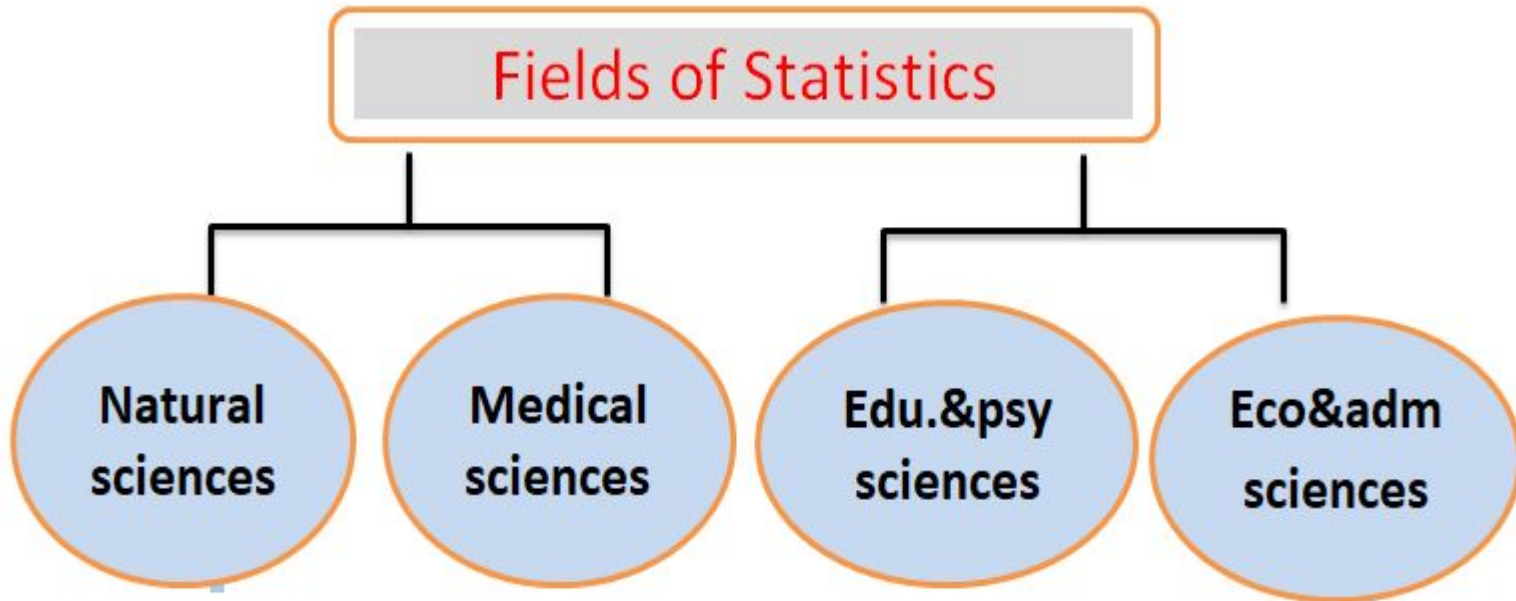 Fields of Statistics
Natural
sciences
Medical
sciences
Edu.&psy
sciences
Eco&adm
sciences